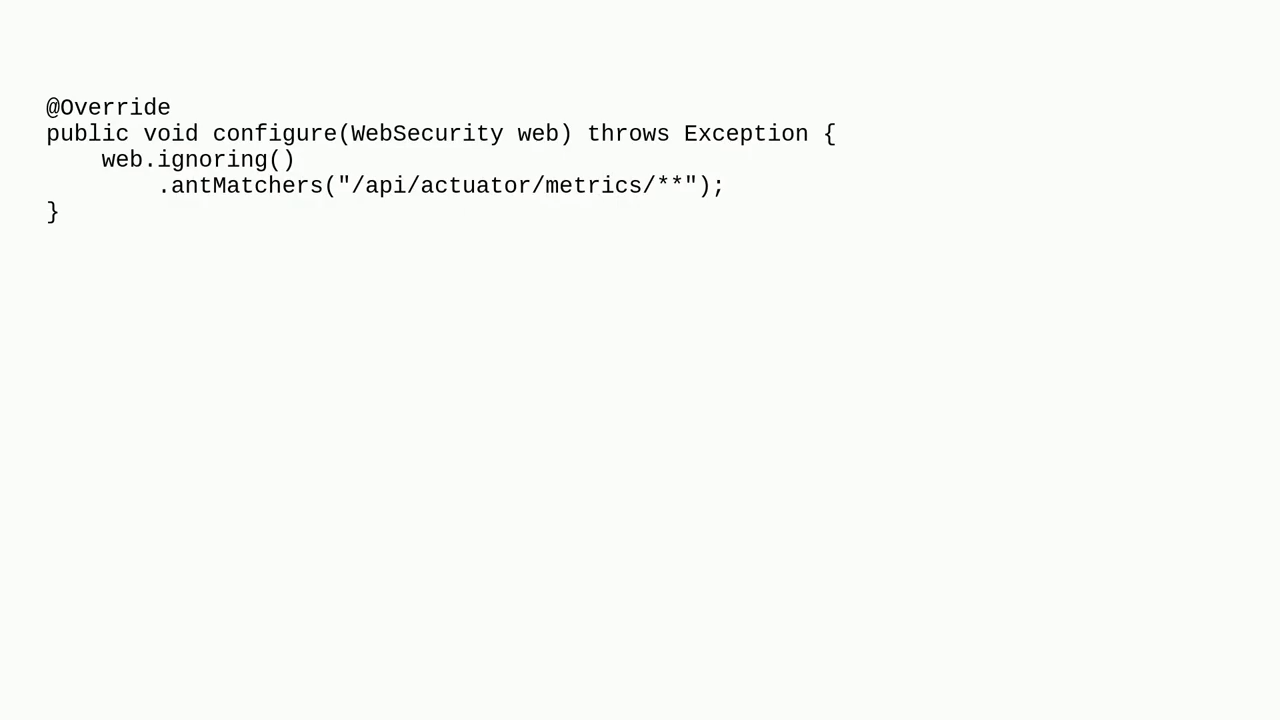 @Override
public void configure(WebSecurity web) throws Exception {
    web.ignoring()
        .antMatchers("/api/actuator/metrics/**");
}